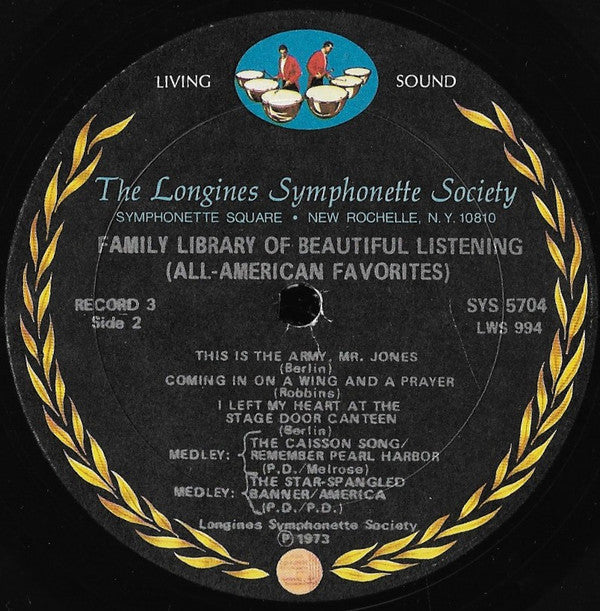 LIVING SOUND
The Longines Symphonette Society
SYMPHONETTE SQUARE • NEW ROCHELLE, N.Y. 10810
FAMILY LIBRARY OF BEAUTIFUL LISTENING
(ALL-AMERICAN FAVORITES)
RECORD 3 SYS 5704
Side 2 LWS 994
THIS IS THE ARMY, MR. JONES
(Berlin)
COMING IN ON A WING AND A PRAYER
(Robbins)
I LEFT MY HEART AT THE
STAGE DOOR CANTEEN
(Berlin)
MEDLEY: THE CAISSON SONG/
REMEMBER PEARL HARBOR
(P.D./Melrose)
MEDLEY: THE STAR-SPANGLED
BANNER/AMERICA
(P.D./P.D.)
Longines Symphonette Society
Ⓟ1973